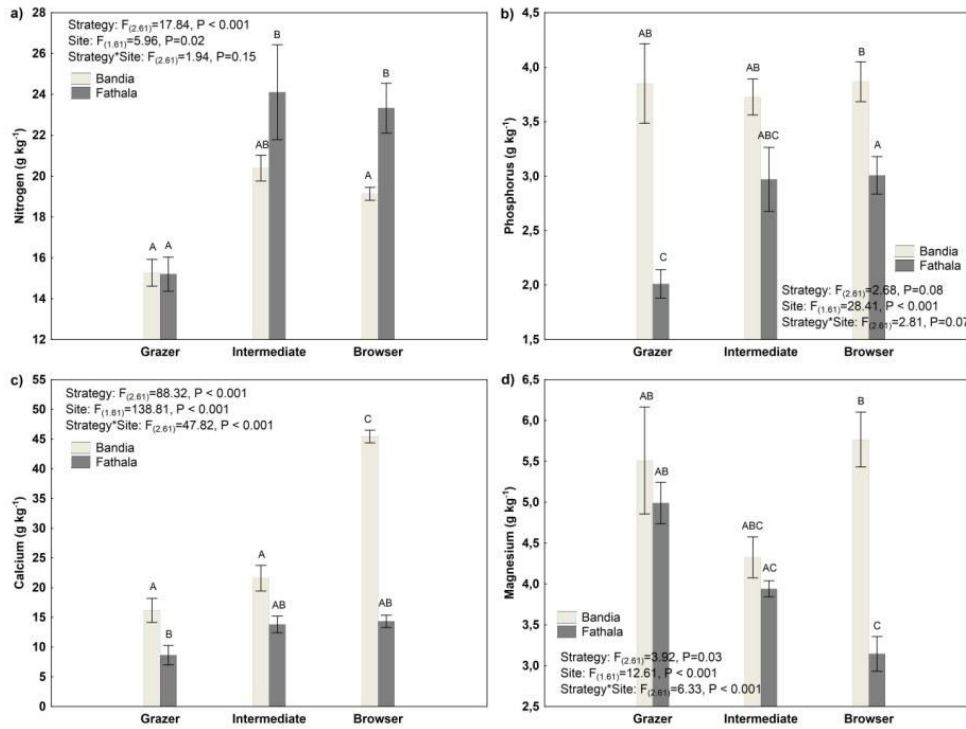 a)
Strategy: F(2.61)=17.84, P < 0.001
Site: F(1.61)=5.96, P=0.02
Strategy*Site: F(2.61)=1.94, P=0.15
Bandia
Fathala
Nitrogen (g kg-1)
28
26
24
22
20
18
16
14
12
A
A
AB
B
A
B
Grazer
Intermediate
Browser
b)
Phosphorus (g kg-1)
4,5
4,0
3,5
3,0
2,5
2,0
1,5
AB
C
AB
ABC
B
A
Bandia
Fathala
Strategy: F(2.61)=2.68, P=0.08
Site: F(1.61)=28.41, P < 0.001
Strategy*Site: F(2.61)=2.81, P=0.07
Grazer
Intermediate
Browser
c)
Strategy: F(2.61)=88.32, P < 0.001
Site: F(1.61)=138.81, P < 0.001
Strategy*Site: F(2.61)=47.82, P < 0.001
Bandia
Fathala
Calcium (g kg-1)
55
50
45
40
35
30
25
20
15
10
5
0
A
B
A
AB
C
AB
Grazer
Intermediate
Browser
d)
Magnesium (g kg-1)
6,5
6,0
5,5
5,0
4,5
4,0
3,5
3,0
2,5
AB
AB
ABC
AC
B
C
Bandia
Fathala
Strategy: F(2.61)=3.92, P=0.03
Site: F(1.61)=12.61, P < 0.001
Strategy*Site: F(2.61)=6.33, P < 0.001
Grazer
Intermediate
Browser